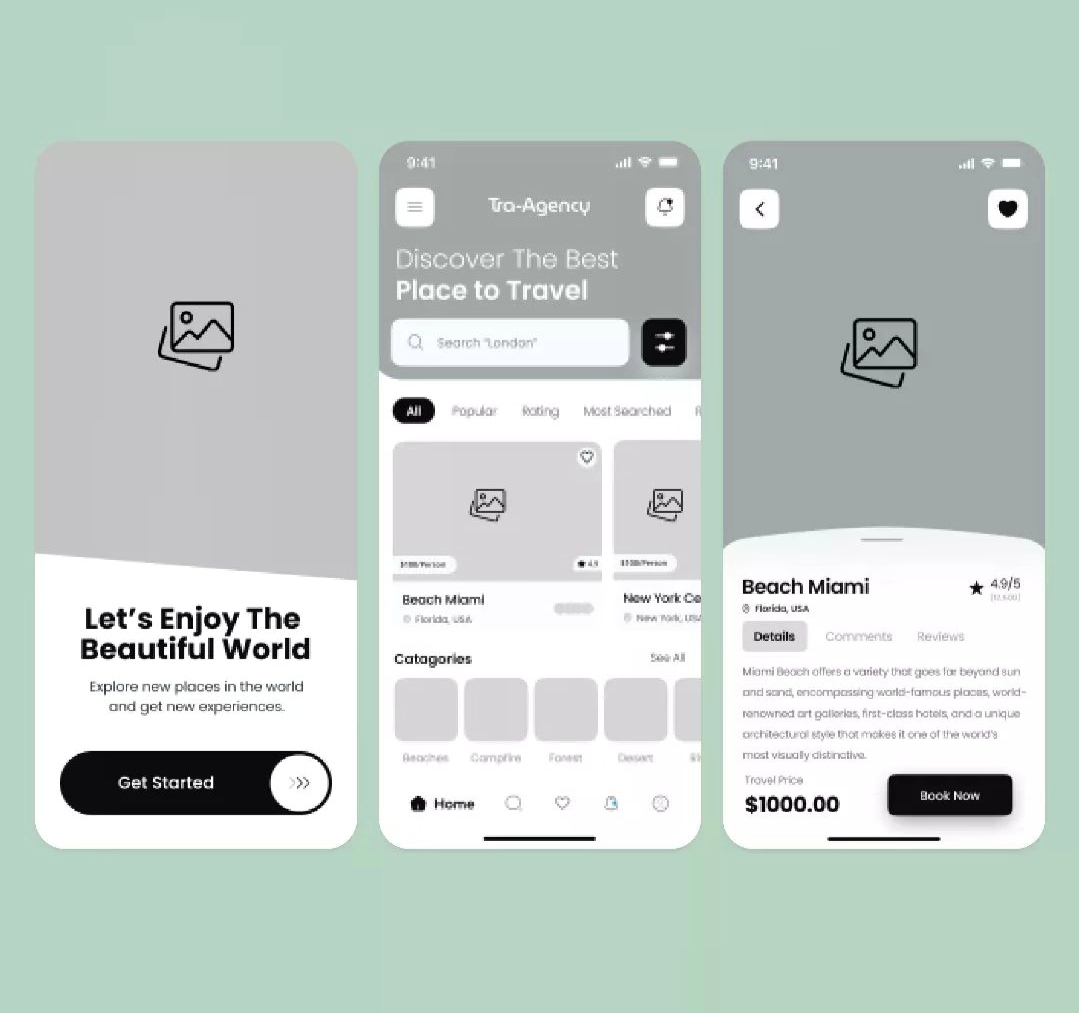 Let's Enjoy The
Beautiful World
Explore new places in the world
and get new experiences.
Get Started
9:41
Tra-Agency
Discover The Best
Place to Travel
Search "London"
All Popular Rating Most Searched
$100/Person 4.9 $100/Person
Beach Miami New York Ce
Florida, USA New York, USA
Catagories See All
Beaches Campfire Forest Desert
Home
9:41
Beach Miami 4.9/5
Florida, USA
Details Comments Reviews
Miami Beach offers a variety that goes far beyond sun
and sand, encompassing world-famous places, world-
renowned art galleries, first-class hotels, and a unique
architectural style that makes it one of the world's
most visually distinctive.
Travel Price
$1000.00
Book Now